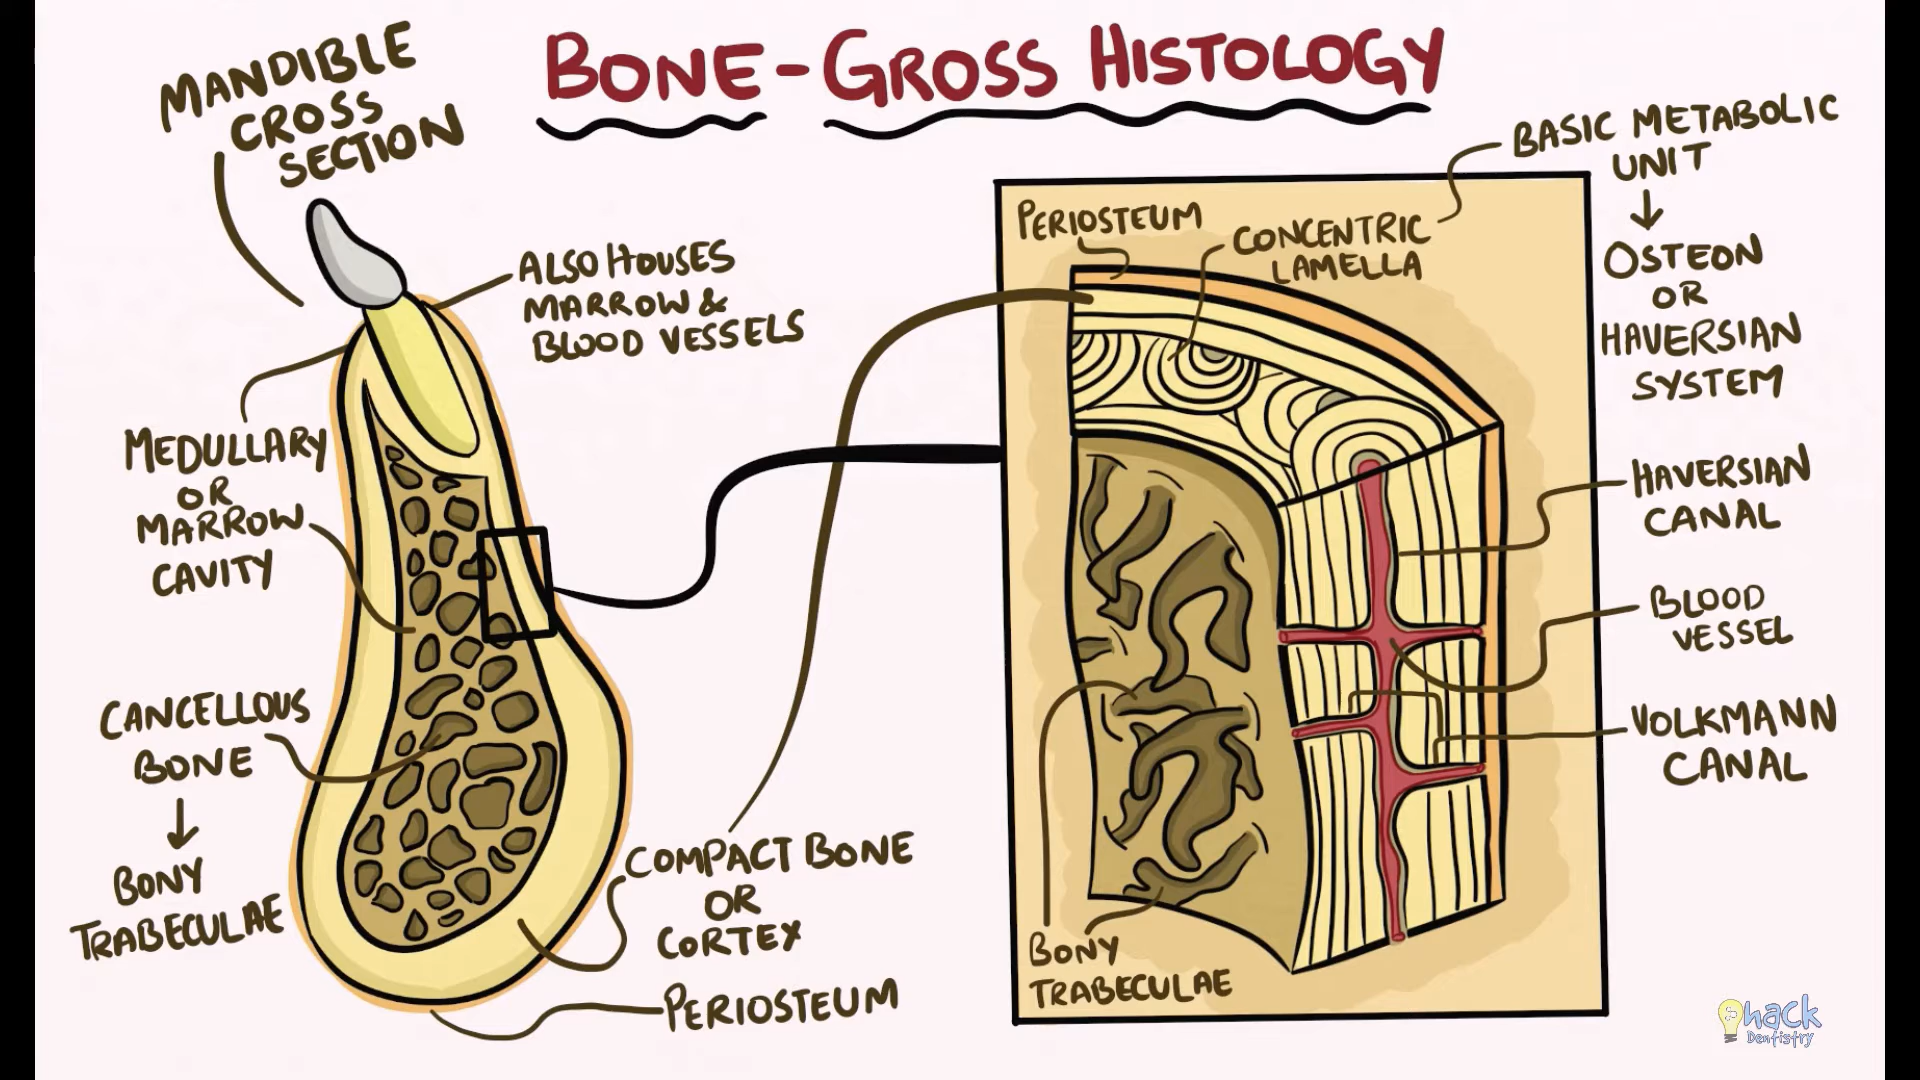 BONE-GROSS HISTOLOGY
MANDIBLE
CROSS
SECTION
ALSO HOUSES
MARROW &
BLOOD VESSELS
MEDULLARY
OR
MARROW
CAVITY
CANCELLOUS
BONE
↓
BONY
TRABECULAE
COMPACT BONE
OR
CORTEX
PERIOSTEUM
PERIOSTEUM
CONCENTRIC
LAMELLA
BASIC METABOLIC
UNIT
↓
OSTEON
OR
HAVERSIAN
SYSTEM
HAVERSIAN
CANAL
BLOOD
VESSEL
VOLKMANN
CANAL
BONY
TRABECULAE
hack
Dentistry